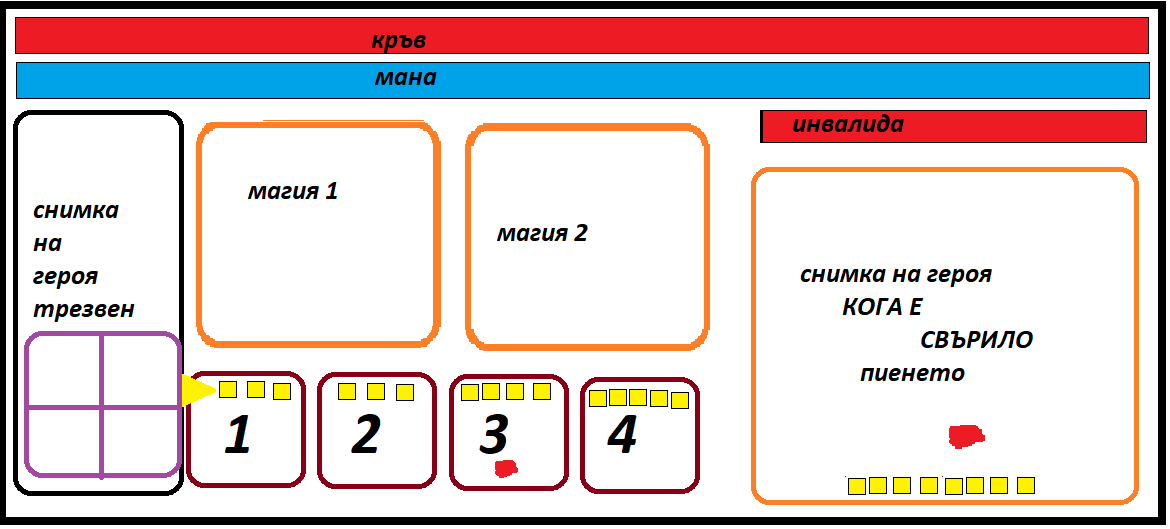 кръв
мана
инвалида
снимка
на
героя
трезвен
магия 1
магия 2
снимка на героя
КОГА Е
СВЪРИЛО
пиенето
1
2
3
4